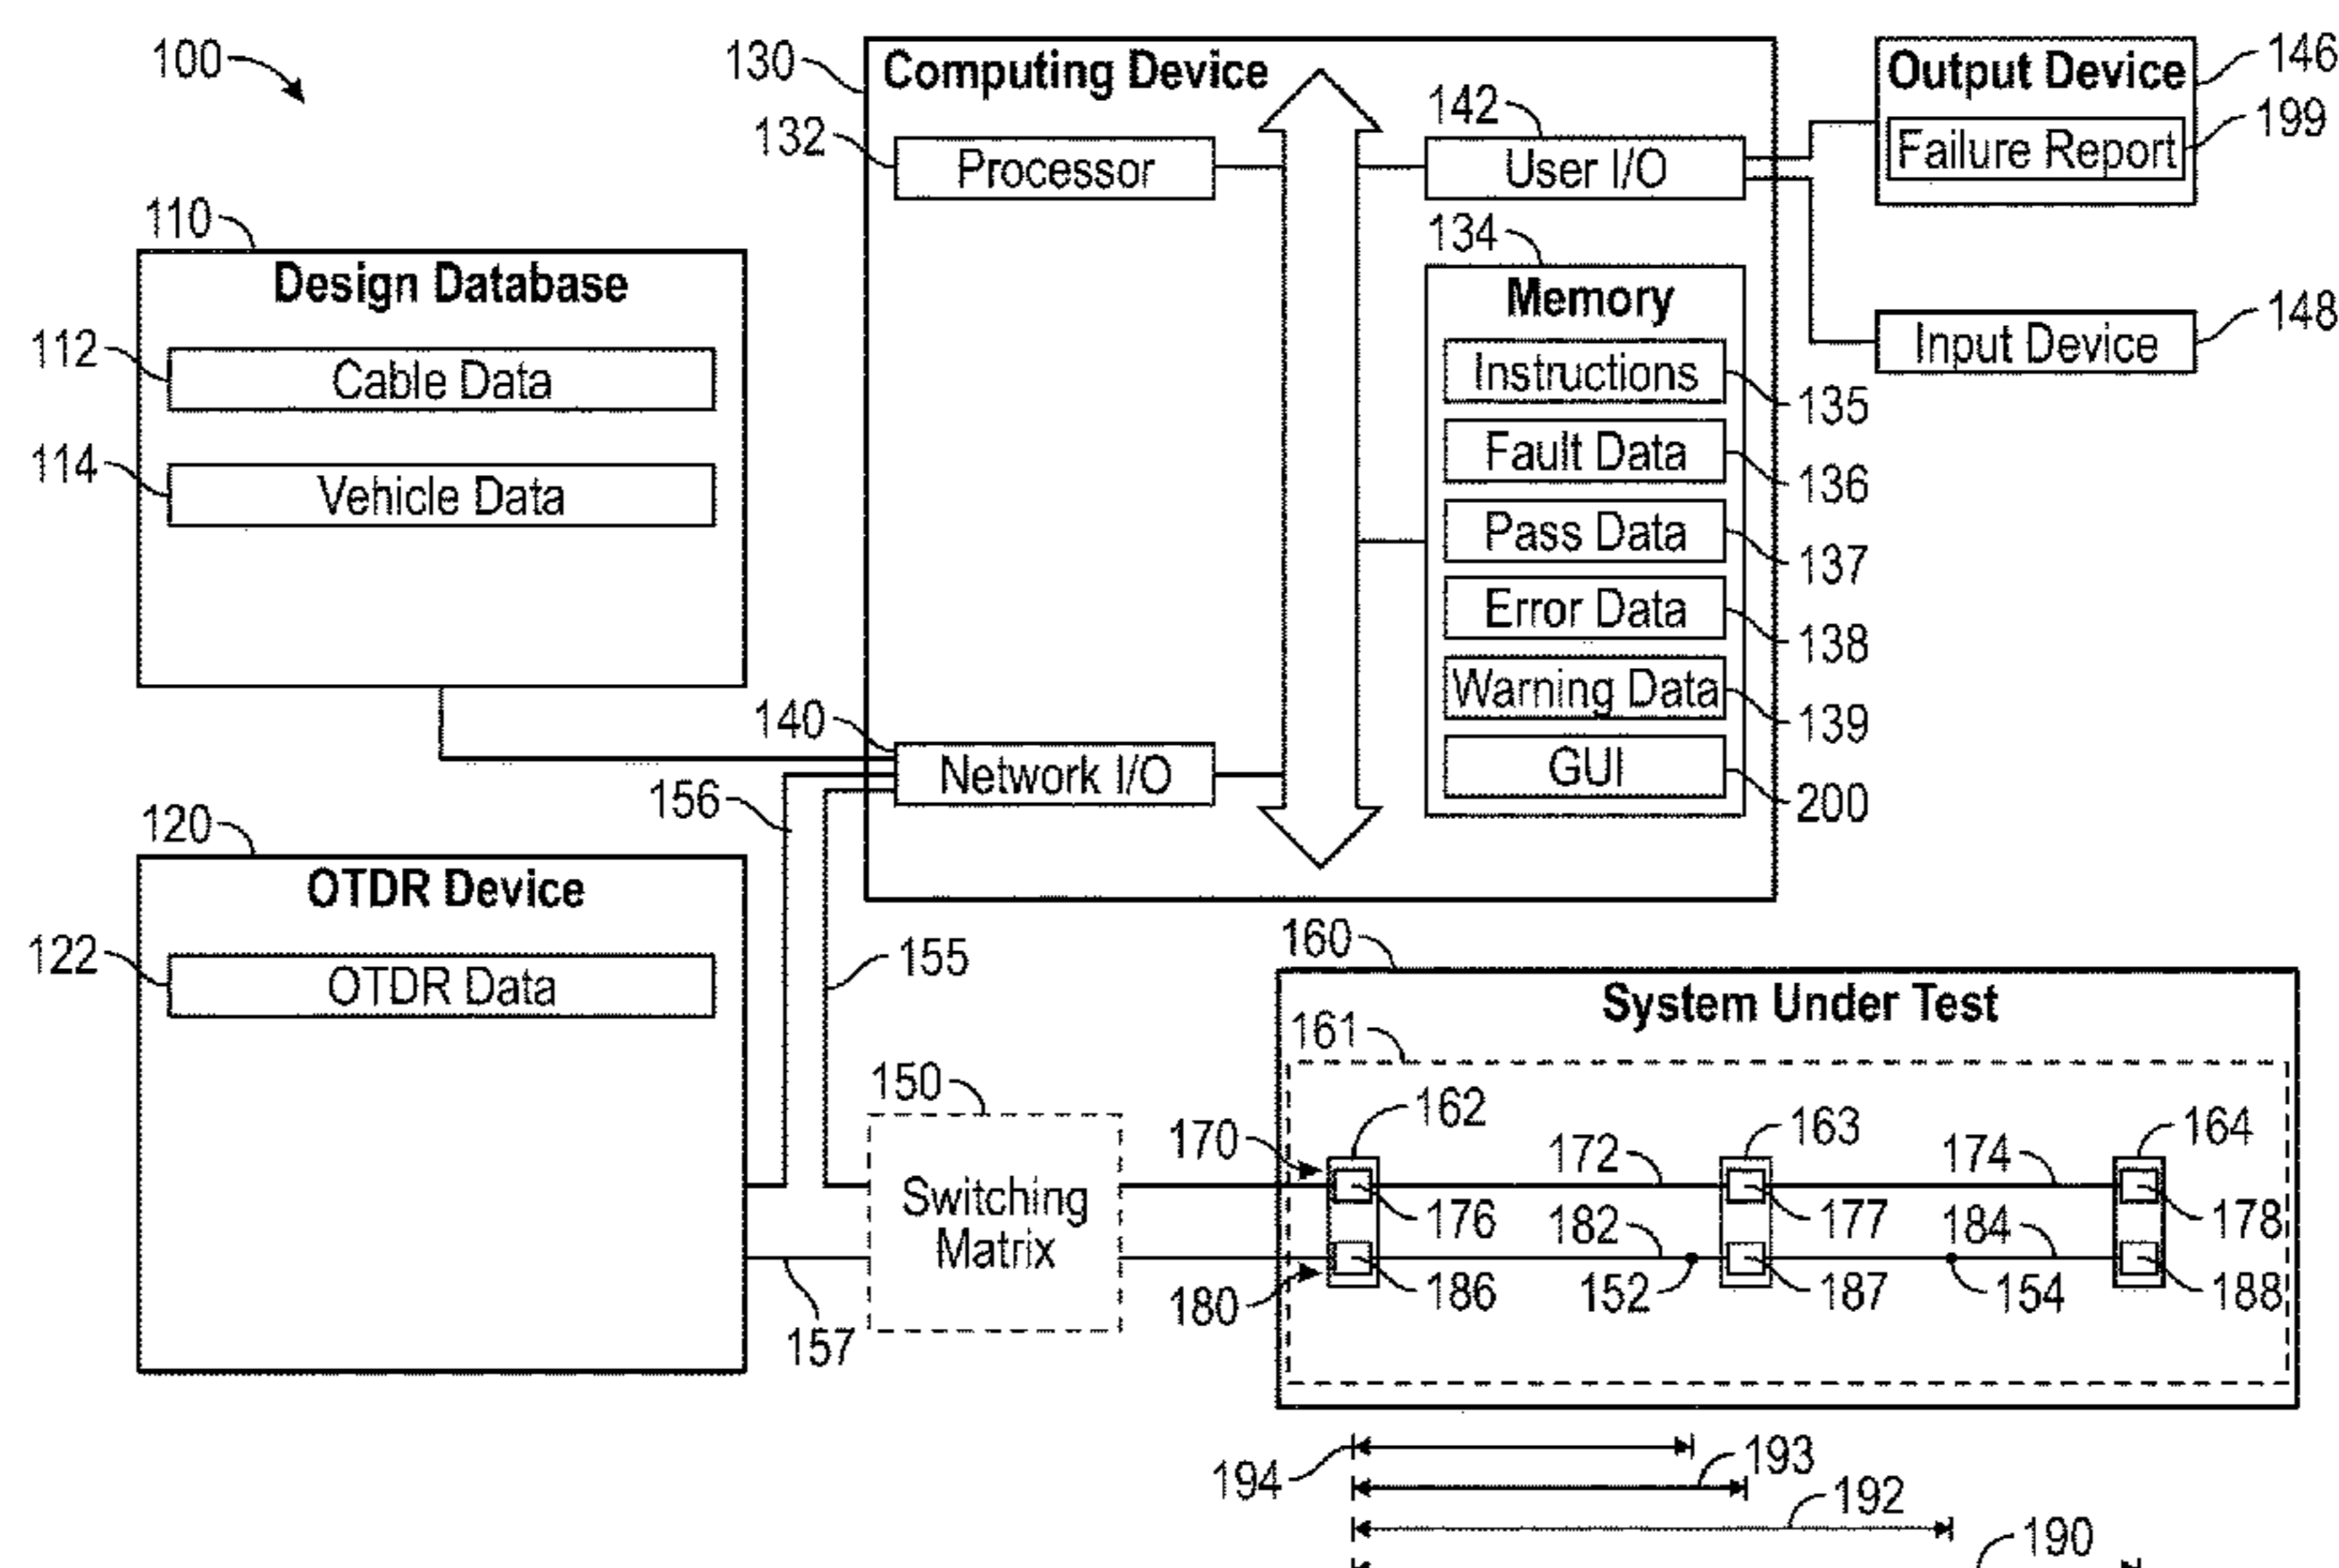 100
130
Computing Device
132
Processor
142
User I/O
Output Device
146
Failure Report
199
134
Memory
Instructions
135
Fault Data
136
Pass Data
137
Error Data
138
Warning Data
139
GUI
200
Input Device
148
110
Design Database
112
Cable Data
114
Vehicle Data
140
Network I/O
156
155
120
OTDR Device
122
OTDR Data
157
150
Switching
Matrix
160
System Under Test
161
162
163
164
170
172
174
176
177
178
180
182
184
186
152
187
154
188
194
193
192
190